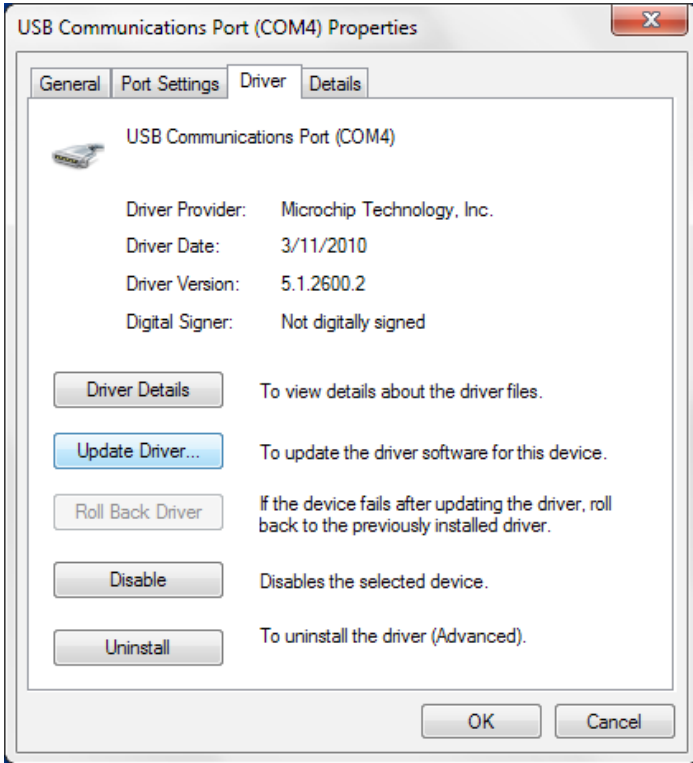 USB Communications Port (COM4) Properties
General Port Settings Driver Details
USB Communications Port (COM4)
Driver Provider: Microchip Technology, Inc.
Driver Date: 3/11/2010
Driver Version: 5.1.2600.2
Digital Signer: Not digitally signed
Driver Details To view details about the driver files.
Update Driver... To update the driver software for this device.
Roll Back Driver If the device fails after updating the driver, roll
back to the previously installed driver.
Disable Disables the selected device.
Uninstall To uninstall the driver (Advanced).
OK Cancel